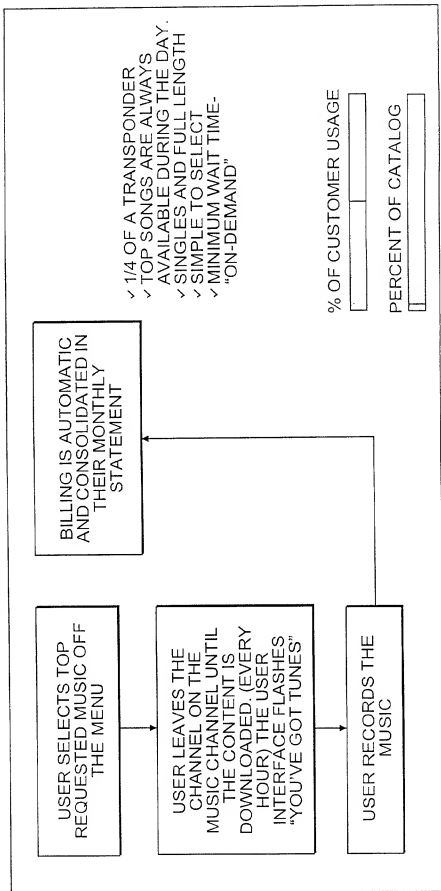 USER SELECTS TOP
REQUESTED MUSIC OFF
THE MENU
USER LEAVES THE
CHANNEL ON THE
MUSIC CHANNEL UNTIL
THE CONTENT IS
DOWNLOADED. (EVERY
HOUR) THE USER
INTERFACE FLASHES
“YOU'VE GOT TUNES”
USER RECORDS THE
MUSIC
BILLING IS AUTOMATIC
AND CONSOLIDATED IN
THEIR MONTHLY
STATEMENT
✓ 1/4 OF A TRANSPONDER
✓ TOP SONGS ARE ALWAYS
AVAILABLE DURING THE DAY.
✓ SINGLES AND FULL LENGTH
✓ SIMPLE TO SELECT
✓ MINIMUM WAIT TIME-
“ON-DEMAND”
% OF CUSTOMER USAGE
PERCENT OF CATALOG